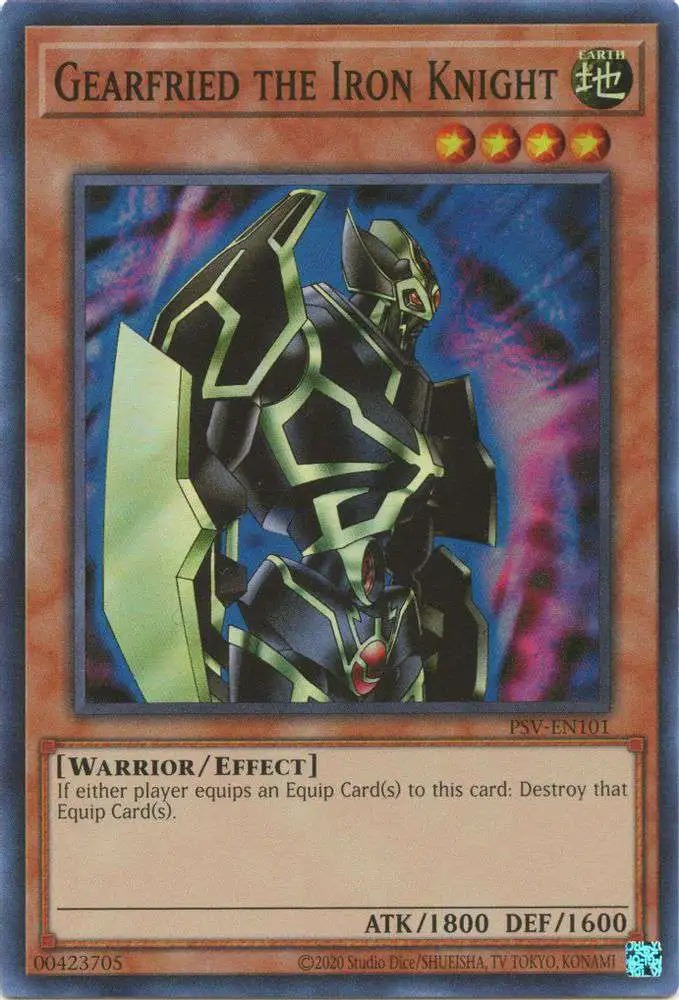 EARTH
GEARFRIED THE IRON KNIGHT 地
PSV-EN101
[WARRIOR/EFFECT]
If either player equips an Equip Card(s) to this card: Destroy that
Equip Card(s).
ATK/1800 DEF/1600
00423705 ©2020 Studio Dice/SHUEISHA, TV TOKYO, KONAMI